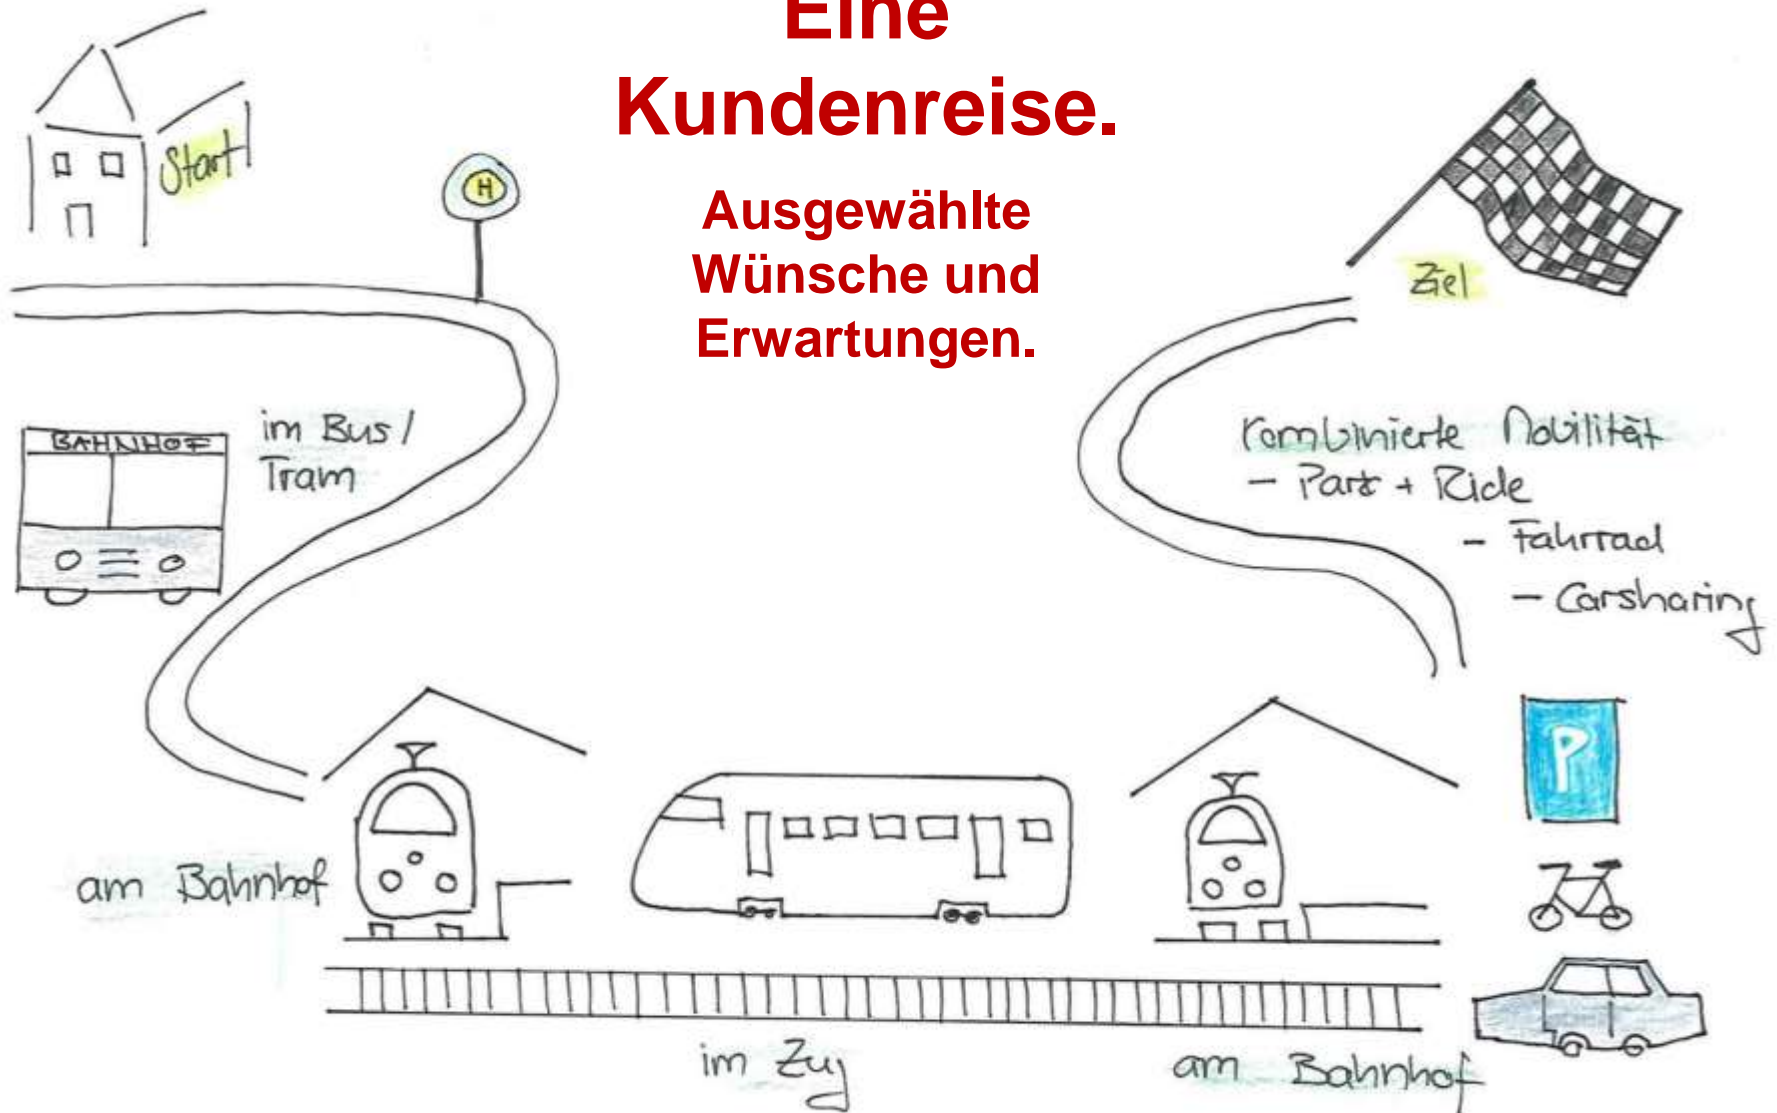 Eine
Kundenreise.
Ausgewählte
Wünsche und
Erwartungen.
Start
H
Ziel
BAHNHOF
im Bus /
Tram
Kombinierte Mobilität
- Park + Ride
- Fahrrad
- Carsharing
P
am Bahnhof
im Zug
am Bahnhof